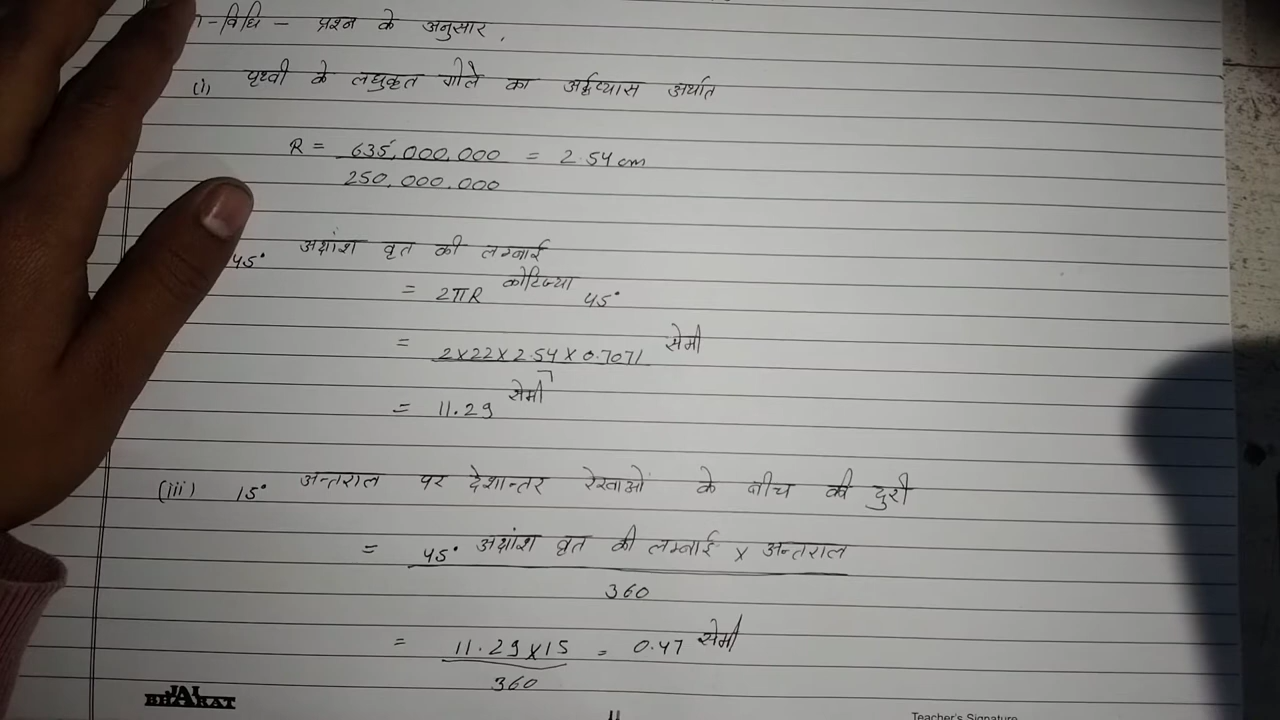 -विधि - प्रश्न के अनुसार,
(i) पृथ्वी के लघुकृत गोले का अर्द्धव्यास अर्थात
R = 635,000,000 = 2.54 cm
250,000,000
45° अक्षांश वृत की लम्बाई
= 2πR कोटिज्या 45°
= 2×22×2.54×0.7071 सेमी
7
= 11.29 सेमी
(iii) 15° अन्तराल पर देशान्तर रेखाओं के बीच की दुरी
= 45° अक्षांश वृत की लम्बाई × अन्तराल
360
= 11.29×15 = 0.47 सेमी
360
JAI BHARAT
Teacher's Signature